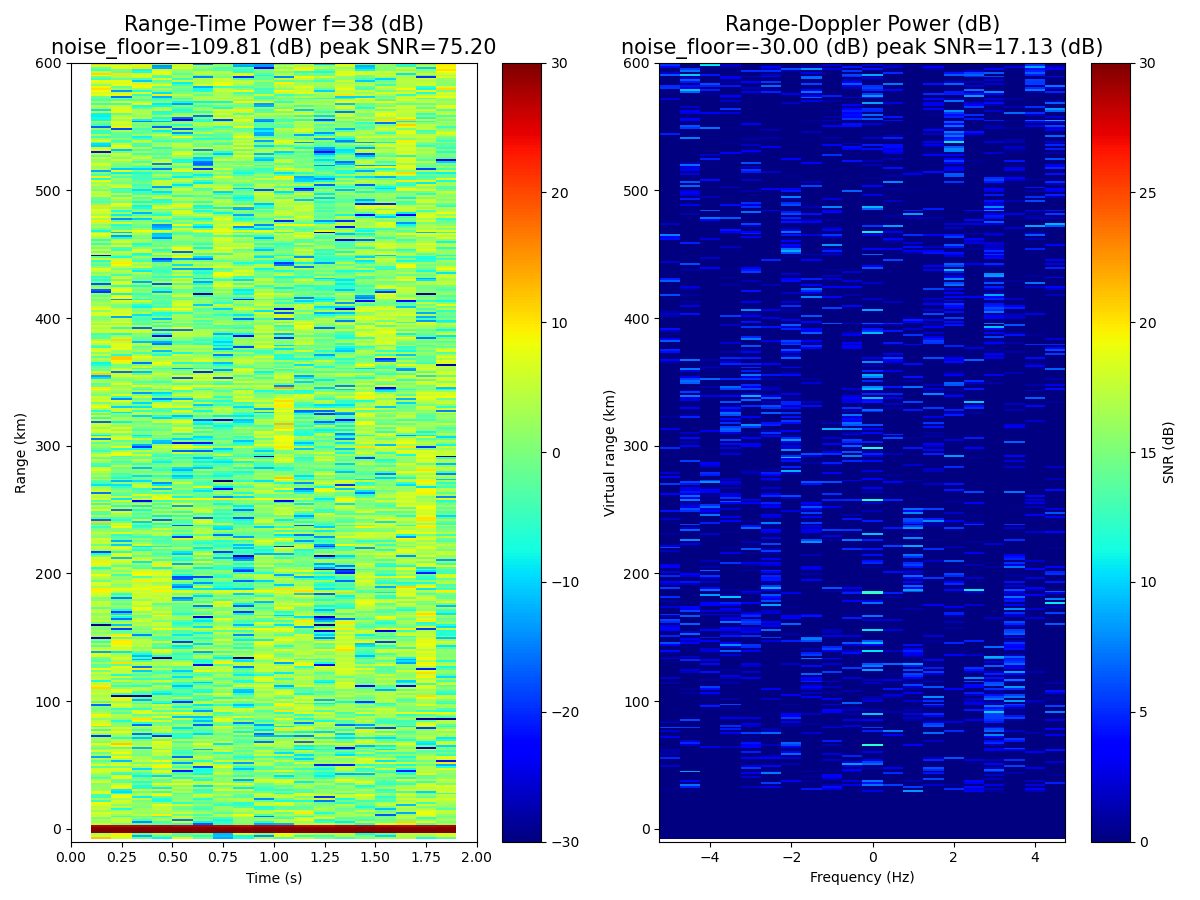 Range-Time Power f=38 (dB)
noise_floor=-109.81 (dB) peak SNR=75.20
Range (km)
600
500
400
300
200
100
0
0.00 0.25 0.50 0.75 1.00 1.25 1.50 1.75 2.00
Time (s)
30
20
10
0
−10
−20
−30
Range-Doppler Power (dB)
noise_floor=-30.00 (dB) peak SNR=17.13 (dB)
Virtual range (km)
600
500
400
300
200
100
0
−4 −2 0 2 4
Frequency (Hz)
30
25
20
15
10
5
0
SNR (dB)